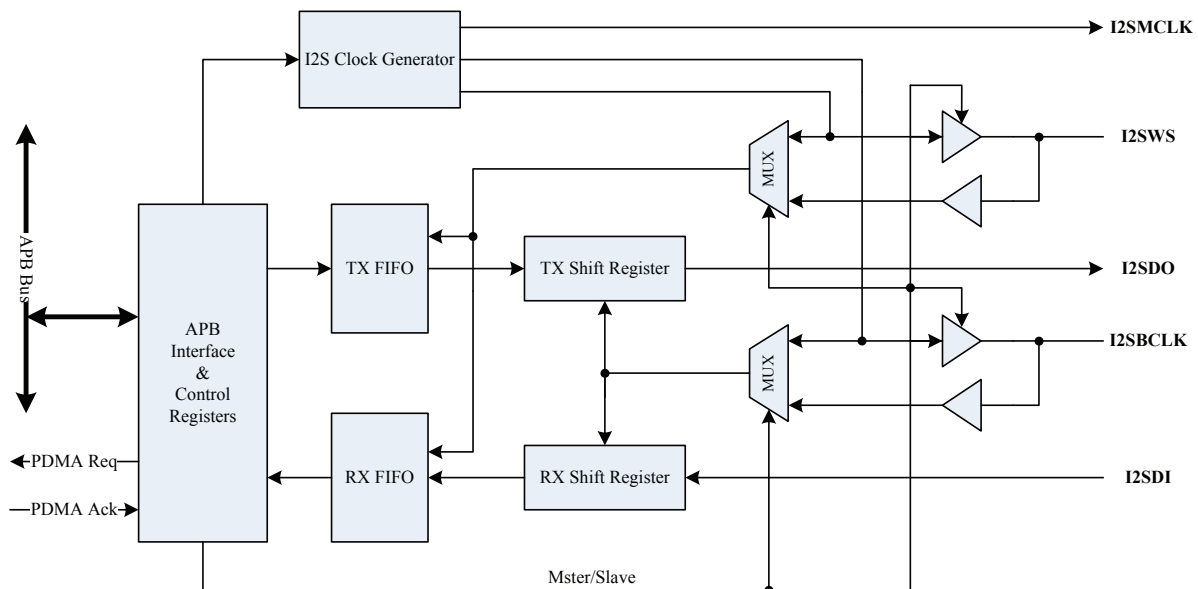 I2SMCLK
I2S Clock Generator
I2SWS
MUX
APB Bus
TX FIFO
TX Shift Register
I2SDO
APB
Interface
&
Control
Registers
MUX
I2SBCLK
PDMA Req
RX FIFO
RX Shift Register
I2SDI
PDMA Ack
Mster/Slave